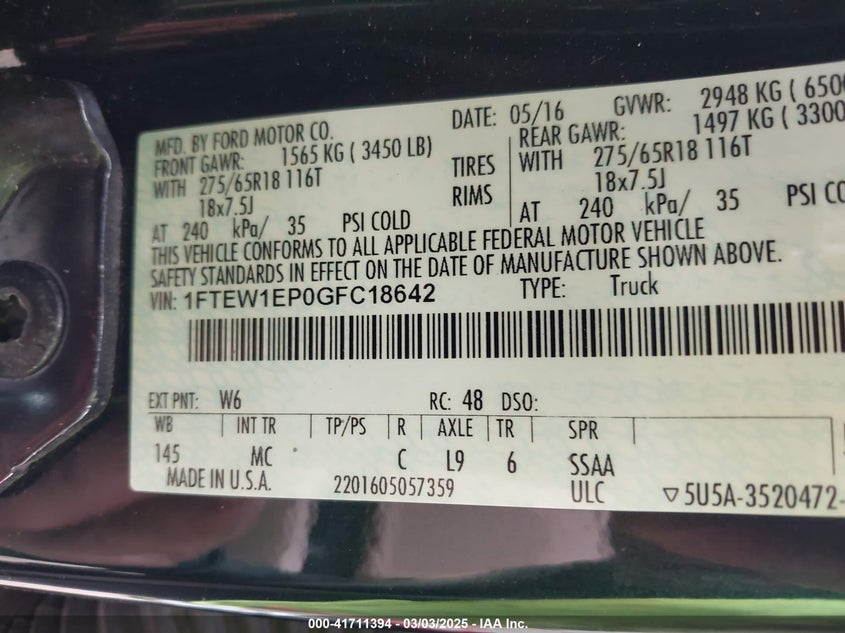 MFD. BY FORD MOTOR CO. DATE: 05/16 GVWR: 2948 KG ( 6500
FRONT GAWR: 1565 KG ( 3450 LB) REAR GAWR: 1497 KG ( 3300
WITH 275/65R18 116T TIRES WITH 275/65R18 116T
18x7.5J RIMS 18x7.5J
AT 240 kPa/ 35 PSI COLD AT 240 kPa/ 35 PSI CO
THIS VEHICLE CONFORMS TO ALL APPLICABLE FEDERAL MOTOR VEHICLE
SAFETY STANDARDS IN EFFECT ON THE DATE OF MANUFACTURE SHOWN ABOVE.
VIN: 1FTEW1EP0GFC18642 TYPE: Truck
EXT PNT: W6 RC: 48 DSO:
WB INT TR TP/PS R AXLE TR SPR
145 MC C L9 6 SSAA
MADE IN U.S.A. 2201605057359 ULC ▽5U5A-3520472-
000-41711394 - 03/03/2025 - IAA Inc.